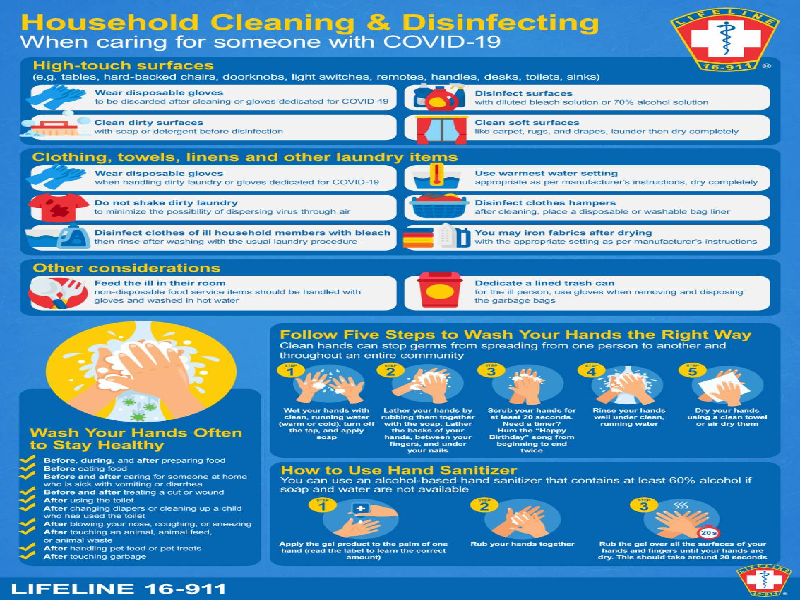 Household Cleaning & Disinfecting
When caring for someone with COVID-19
LIFELINE
16-911
®
High-touch surfaces
(e.g. tables, hard-backed chairs, doorknobs, light switches, remotes, handles, desks, toilets, sinks)
Wear disposable gloves
to be discarded after cleaning or gloves dedicated for COVID-19
Disinfect surfaces
with diluted bleach solution or 70% alcohol solution
Clean dirty surfaces
with soap or detergent before disinfection
Clean soft surfaces
like carpet, rugs, and drapes, launder then dry completely
Clothing, towels, linens and other laundry items
Wear disposable gloves
when handling dirty laundry or gloves dedicated for COVID-19
Use warmest water setting
appropriate as per manufacturer's instructions, dry completely
Do not shake dirty laundry
to minimize the possibility of dispersing virus through air
Disinfect clothes hampers
after cleaning, place a disposable or washable bag liner
Disinfect clothes of ill household members with bleach
then rinse after washing with the usual laundry procedure
You may iron fabrics after drying
with the appropriate setting as per manufacturer's instructions
Other considerations
Feed the ill in their room
non-disposable food service items should be handled with
gloves and washed in hot water
Dedicate a lined trash can
for the ill person, use gloves when removing and disposing
the garbage bags
Wash Your Hands Often
to Stay Healthy
Before, during, and after preparing food
Before eating food
Before and after caring for someone at home
who is sick with vomiting or diarrhea
Before and after treating a cut or wound
After using the toilet
After changing diapers or cleaning up a child
who has used the toilet
After blowing your nose, coughing, or sneezing
After touching an animal, animal feed,
or animal waste
After handling pet food or pet treats
After touching garbage
Follow Five Steps to Wash Your Hands the Right Way
Clean hands can stop germs from spreading from one person to another and
throughout an entire community
STEP 1
STEP 2
STEP 3
STEP 4
STEP 5
Wet your hands with
clean, running water
(warm or cold), turn off
the tap, and apply
soap
Lather your hands by
rubbing them together
with the soap. Lather
the backs of your
hands, between your
fingers, and under
your nails
Scrub your hands for
at least 20 seconds.
Need a timer?
Hum the "Happy
Birthday" song from
beginning to end
twice
Rinse your hands
well under clean,
running water
Dry your hands
using a clean towel
or air dry them
How to Use Hand Sanitizer
You can use an alcohol-based hand sanitizer that contains at least 60% alcohol if
soap and water are not available
STEP 1
STEP 2
STEP 3
20s
Apply the gel product to the palm of one
hand (read the label to learn the correct
amount)
Rub your hands together
Rub the gel over all the surfaces of your
hands and fingers until your hands are
dry. This should take around 20 seconds
LIFELINE 16-911
LIFELINE
16-911